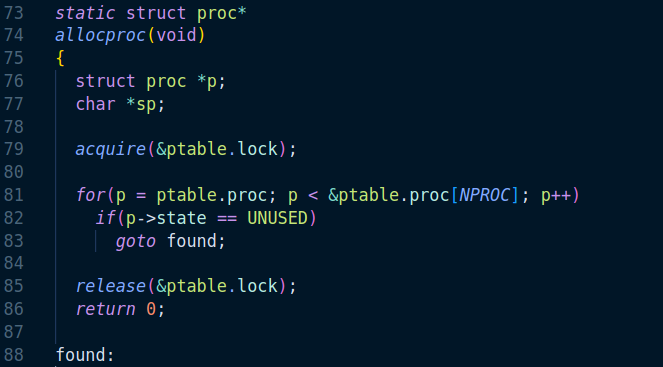 73 static struct proc*
74 allocproc(void)
75 {
76   struct proc *p;
77   char *sp;
78
79   acquire(&ptable.lock);
80
81   for(p = ptable.proc; p < &ptable.proc[NPROC]; p++)
82     if(p->state == UNUSED)
83       goto found;
84
85   release(&ptable.lock);
86   return 0;
87
88 found: